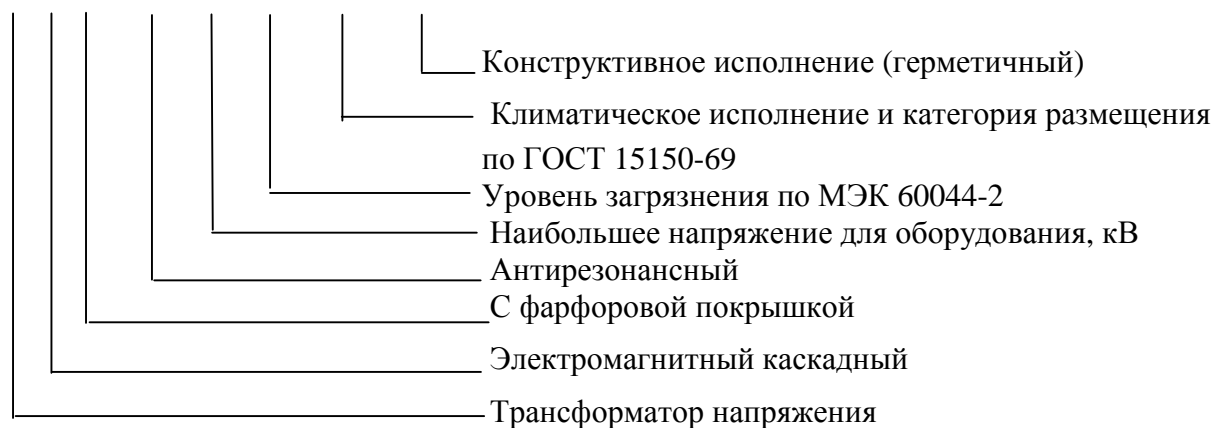 Конструктивное исполнение (герметичный)
Климатическое исполнение и категория размещения
по ГОСТ 15150-69
Уровень загрязнения по МЭК 60044-2
Наибольшее напряжение для оборудования, кВ
Антирезонансный
С фарфоровой покрышкой
Электромагнитный каскадный
Трансформатор напряжения